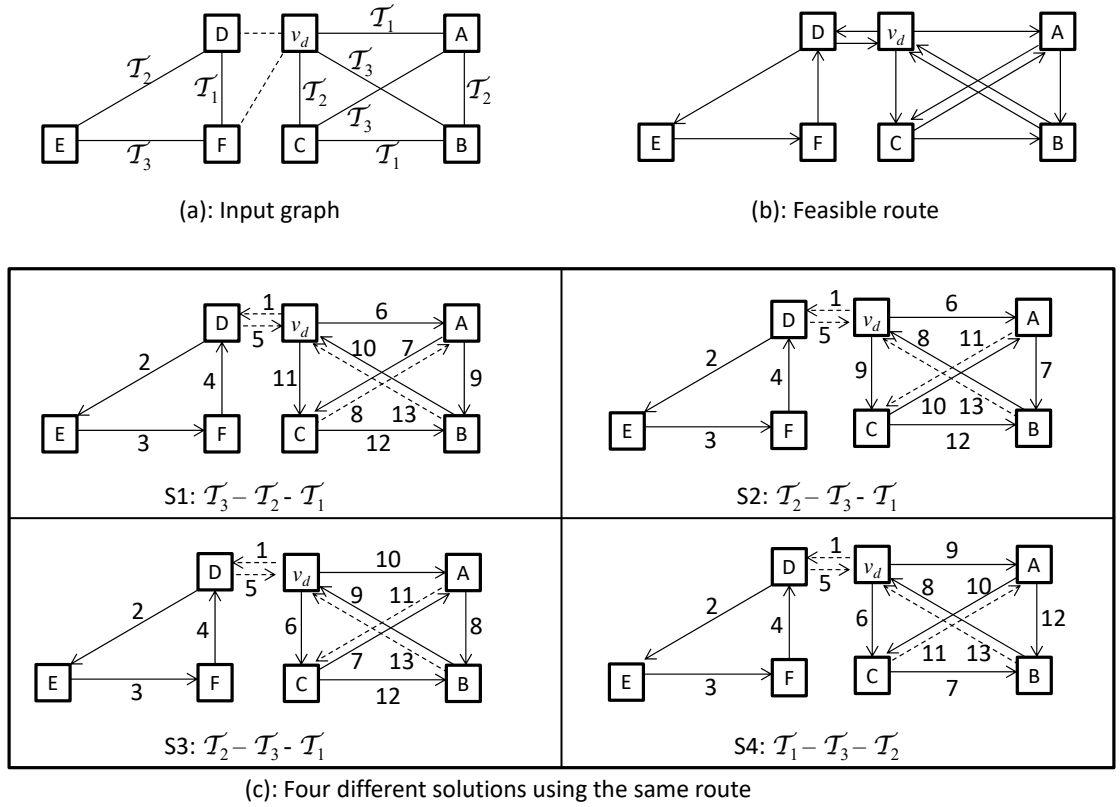 D v_d 𝒯₁ A
𝒯₂ 𝒯₁ 𝒯₂ 𝒯₃ 𝒯₃ 𝒯₂
E 𝒯₃ F C 𝒯₁ B
(a): Input graph
D v_d A
E F C B
(b): Feasible route
D 1 5 v_d 6 A
2 4 11 10 7 9
E 3 F C 8 13 12 B
S1: 𝒯₃ – 𝒯₂ - 𝒯₁
D 1 5 v_d 6 A
2 4 9 8 11 7
E 3 F C 10 13 12 B
S2: 𝒯₂ – 𝒯₃ - 𝒯₁
D 1 5 v_d 10 A
2 4 6 9 11 8
E 3 F C 7 13 12 B
S3: 𝒯₂ – 𝒯₃ - 𝒯₁
D 1 5 v_d 9 A
2 4 6 8 10 12
E 3 F C 11 13 7 B
S4: 𝒯₁ – 𝒯₃ – 𝒯₂
(c): Four different solutions using the same route